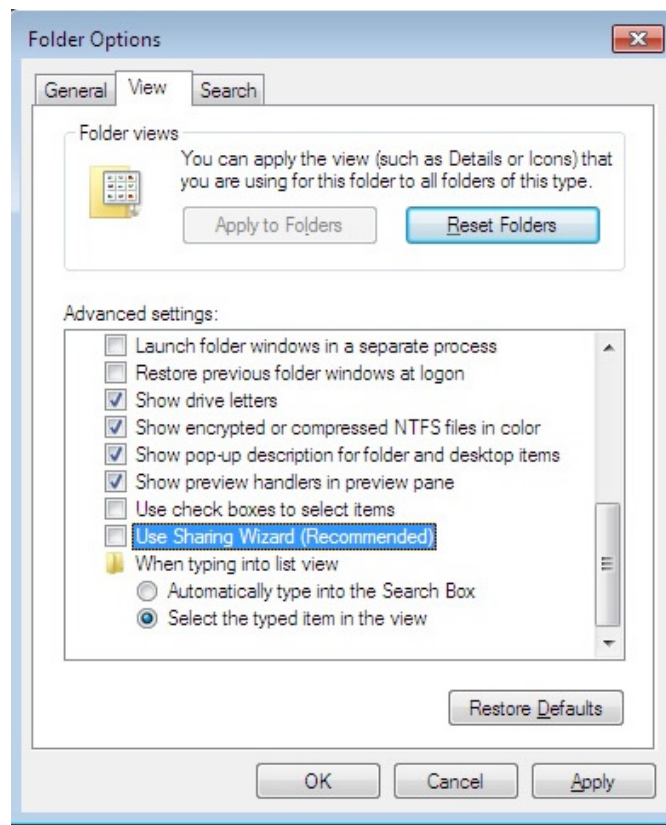 Folder Options
General
View
Search
Folder views
You can apply the view (such as Details or Icons) that
you are using for this folder to all folders of this type.
Apply to Folders
Reset Folders
Advanced settings:
Launch folder windows in a separate process
Restore previous folder windows at logon
Show drive letters
Show encrypted or compressed NTFS files in color
Show pop-up description for folder and desktop items
Show preview handlers in preview pane
Use check boxes to select items
Use Sharing Wizard (Recommended)
When typing into list view
Automatically type into the Search Box
Select the typed item in the view
Restore Defaults
OK
Cancel
Apply